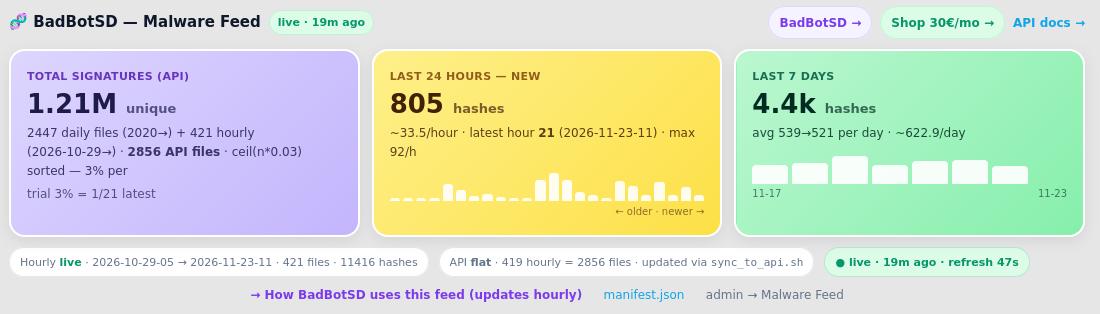 🧬 BadBotSD — Malware Feed live · 19m ago BadBotSD → Shop 30€/mo → API docs →
TOTAL SIGNATURES (API)
1.21M unique
2447 daily files (2020→) + 421 hourly
(2026-10-29→) · 2856 API files · ceil(n*0.03)
sorted — 3% per
trial 3% = 1/21 latest
LAST 24 HOURS — NEW
805 hashes
~33.5/hour · latest hour 21 (2026-11-23-11) · max
92/h
← older · newer →
LAST 7 DAYS
4.4k hashes
avg 539→521 per day · ~622.9/day
11-17 11-23
Hourly live · 2026-10-29-05 → 2026-11-23-11 · 421 files · 11416 hashes
API flat · 419 hourly = 2856 files · updated via sync_to_api.sh
● live · 19m ago · refresh 47s
→ How BadBotSD uses this feed (updates hourly) manifest.json admin → Malware Feed